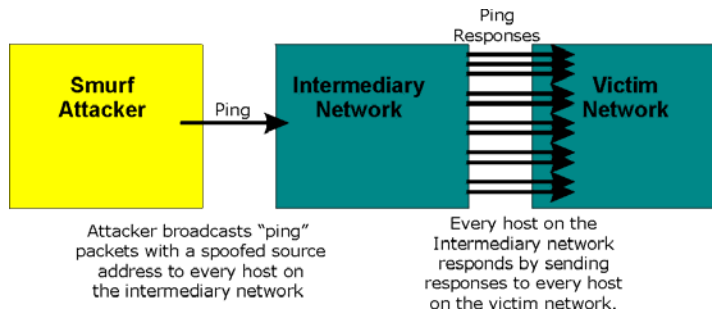 Ping
Responses
Smurf
Attacker
Ping
Intermediary
Network
Victim
Network
Attacker broadcasts “ping”
packets with a spoofed source
address to every host on
the intermediary network
Every host on the
Intermediary network
responds by sending
responses to every host
on the victim network.